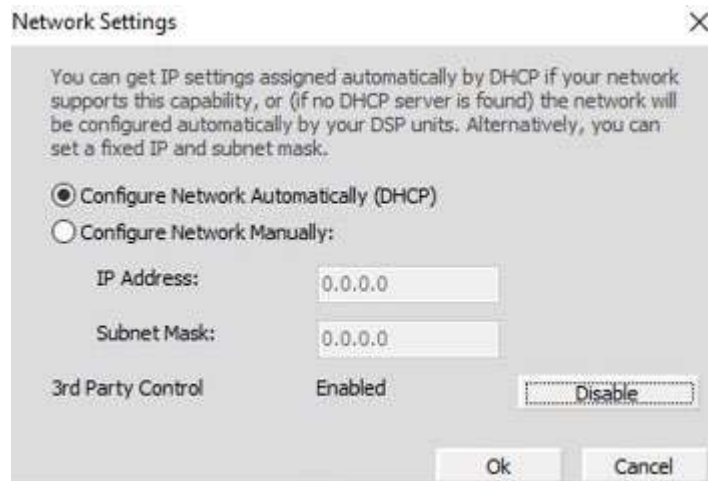 Network Settings
You can get IP settings assigned automatically by DHCP if your network
supports this capability, or (if no DHCP server is found) the network will
be configured automatically by your DSP units. Alternatively, you can
set a fixed IP and subnet mask.
Configure Network Automatically (DHCP)
Configure Network Manually:
IP Address: 0.0.0.0
Subnet Mask: 0.0.0.0
3rd Party Control Enabled Disable
Ok Cancel